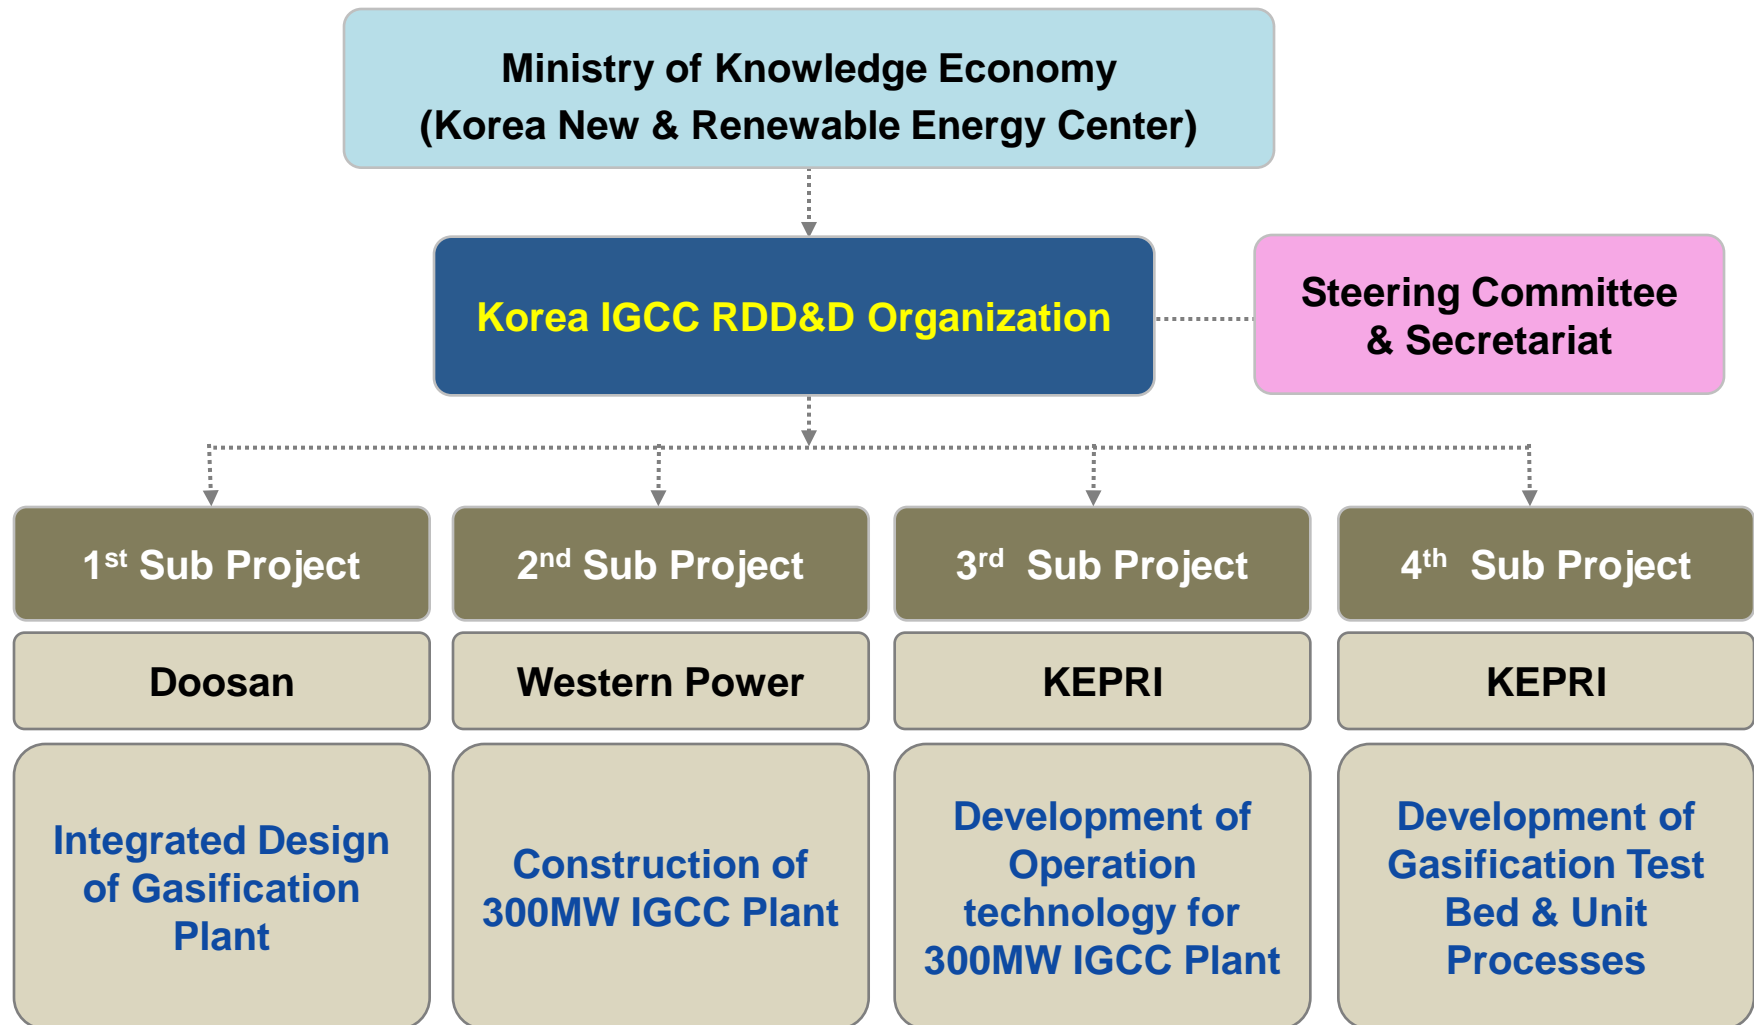 Ministry of Knowledge Economy
(Korea New & Renewable Energy Center)
Korea IGCC RDD&D Organization
Steering Committee
& Secretariat
1st Sub Project
2nd Sub Project
3rd Sub Project
4th Sub Project
Doosan
Western Power
KEPRI
KEPRI
Integrated Design
of Gasification
Plant
Construction of
300MW IGCC Plant
Development of
Operation
technology for
300MW IGCC Plant
Development of
Gasification Test
Bed & Unit
Processes